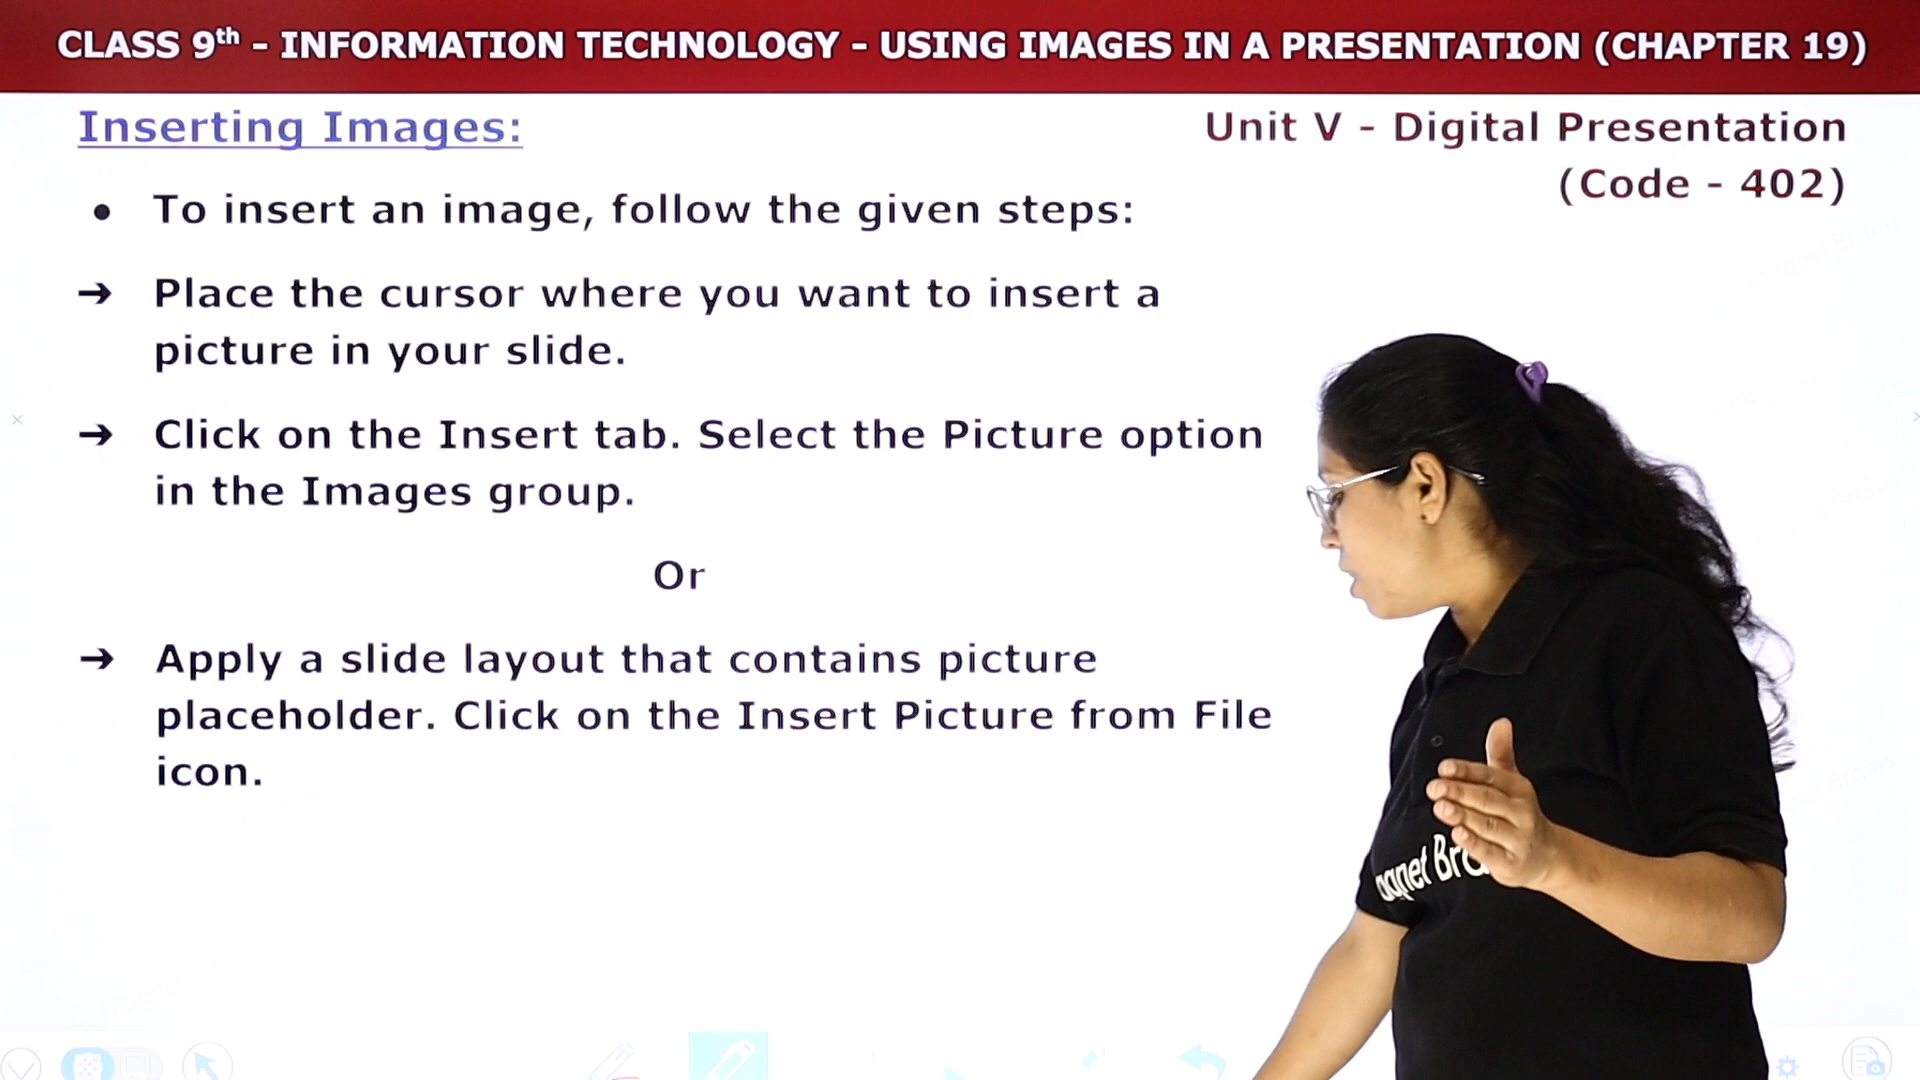 CLASS 9th - INFORMATION TECHNOLOGY - USING IMAGES IN A PRESENTATION (CHAPTER 19)
Inserting Images:
Unit V - Digital Presentation
(Code - 402)
● To insert an image, follow the given steps:
➔ Place the cursor where you want to insert a
picture in your slide.
➔ Click on the Insert tab. Select the Picture option
in the Images group.
Or
➔ Apply a slide layout that contains picture
placeholder. Click on the Insert Picture from File
icon.